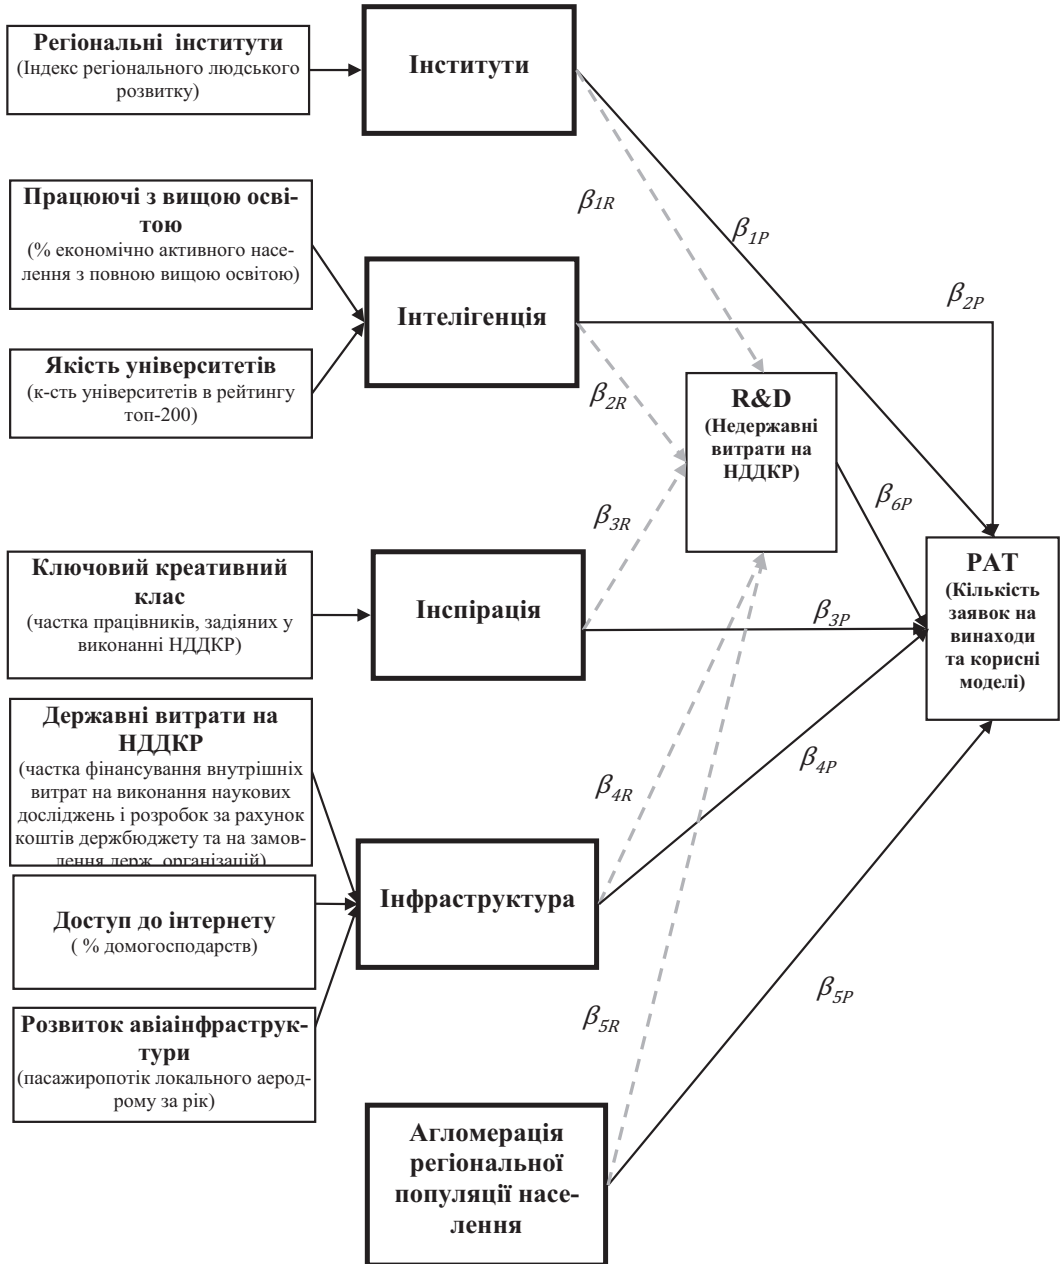 Регіональні інститути
(Індекс регіонального людського
розвитку)
Інститути
Працюючі з вищою осві-
тою
(% економічно активного насе-
лення з повною вищою освітою)
Якість університетів
(к-сть університетів в рейтингу
топ-200)
Інтелігенція
Ключовий креативний
клас
(частка працівників, задіяних у
виконанні НДДКР)
Інспірація
Державні витрати на
НДДКР
(частка фінансування внутрішніх
витрат на виконання наукових
досліджень і розробок за рахунок
коштів держбюджету та на замов-
лення держ. організацій)
Доступ до інтернету
( % домогосподарств)
Розвиток авіаінфраструк-
тури
(пасажиропотік локального аерод-
рому за рік)
Інфраструктура
Агломерація
регіональної
популяції насе-
лення
β1R
β1P
β2P
β2R
β3R
β6P
β3P
β4R
β4P
β5R
β5P
R&D
(Недержавні
витрати на
НДДКР)
PAT
(Кількість
заявок на
винаходи
та корисні
моделі)